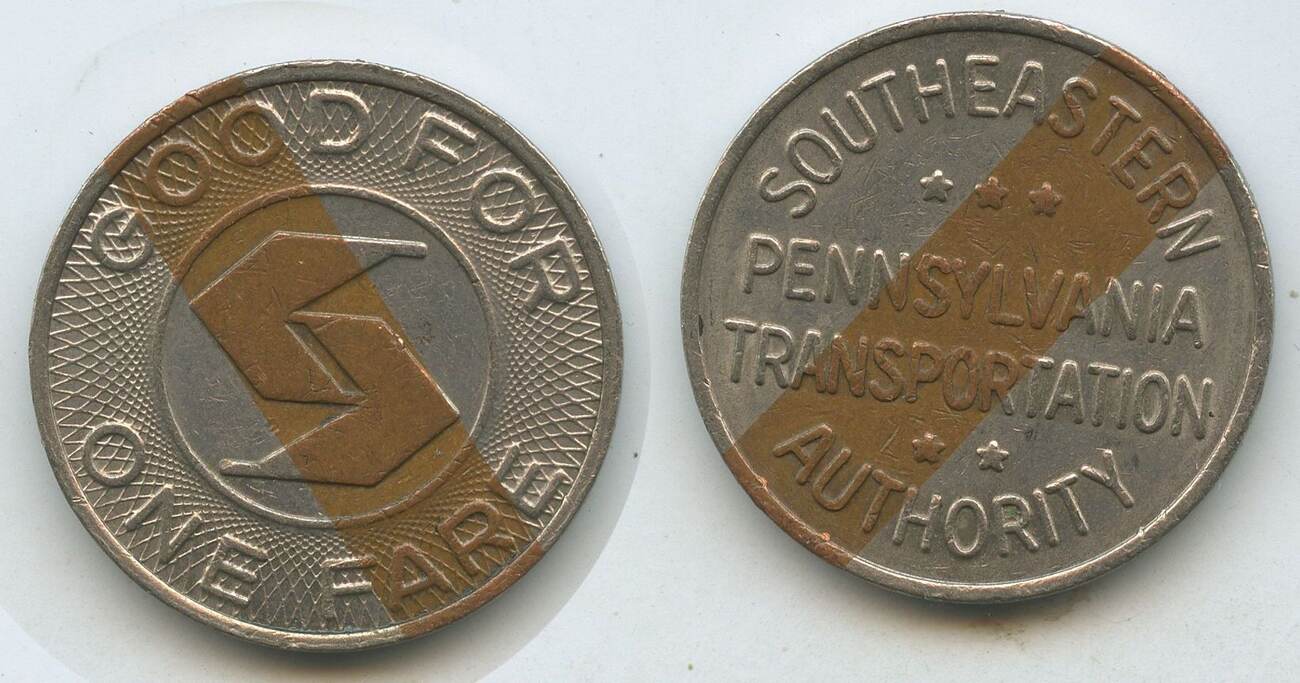 GOOD FOR
ONE FARE
SOUTHEASTERN
PENNSYLVANIA
TRANSPORTATION
AUTHORITY